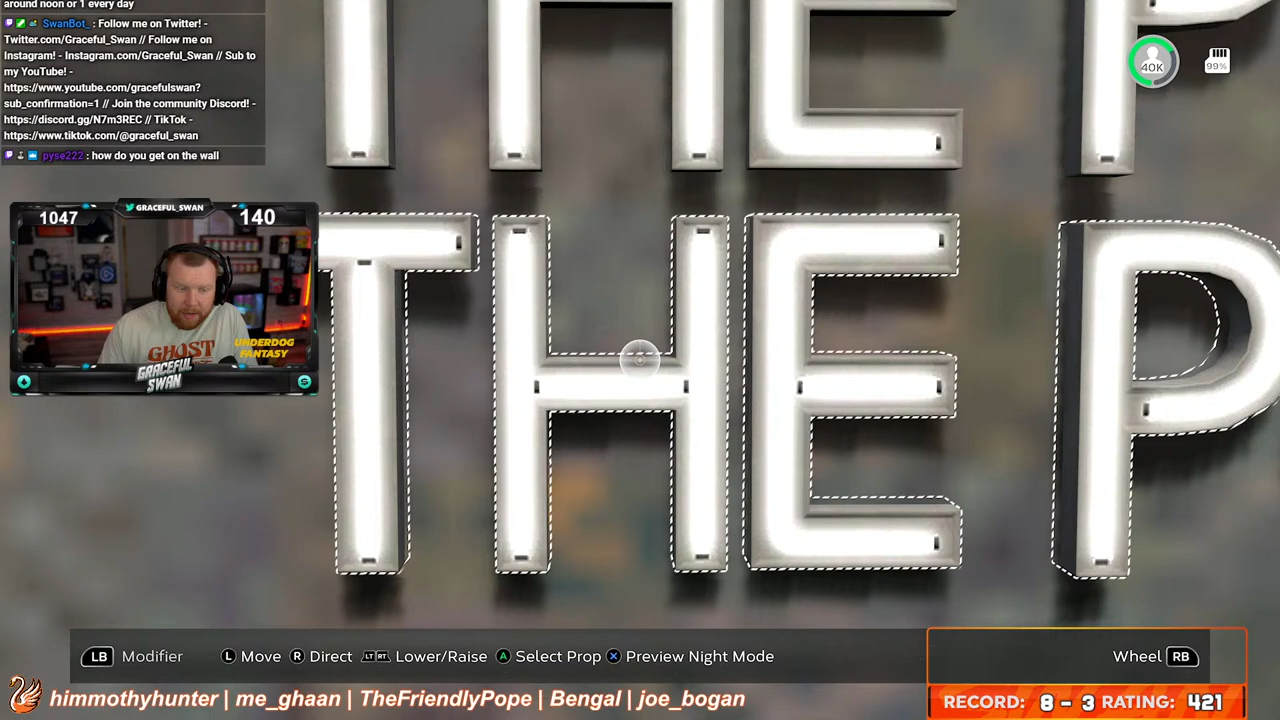 around noon or 1 every day
SwanBot_ : Follow me on Twitter! -
Twitter.com/Graceful_Swan // Follow me on
Instagram! - Instagram.com/Graceful_Swan // Sub to
my YouTube! -
https://www.youtube.com/gracefulswan?
sub_confirmation=1 // Join the community Discord! -
https://discord.gg/N7m3REC // TikTok -
https://www.tiktok.com/@graceful_swan
pyse222 : how do you get on the wall
40K
99%
1047
GRACEFUL_SWAN
140
GHOST
UNDERDOG
FANTASY
GRACEFUL
SWAN
THE P
THE P
LB Modifier L Move R Direct LT RT Lower/Raise A Select Prop X Preview Night Mode
Wheel RB
himmothyhunter | me_ghaan | TheFriendlyPope | Bengal | joe_bogan
RECORD: 8 - 3 RATING: 421